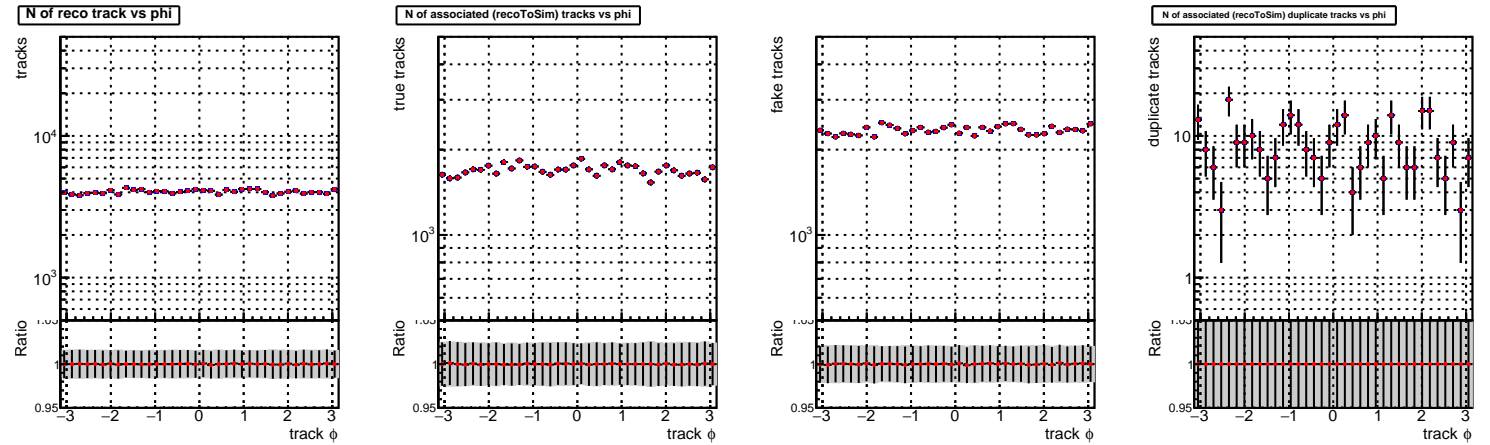 N of reco track vs phi
tracks
10^4
10^3
Ratio
1
0.95
−3 −2 −1 0 1 2 3
track ϕ
N of associated (recoToSim) tracks vs phi
true tracks
10^3
Ratio
1
0.95
−3 −2 −1 0 1 2 3
track ϕ
fake tracks
10^3
Ratio
1
0.95
−3 −2 −1 0 1 2 3
track ϕ
N of associated (recoToSim) duplicate tracks vs phi
duplicate tracks
10
1
Ratio
1
0.95
−3 −2 −1 0 1 2 3
track ϕ